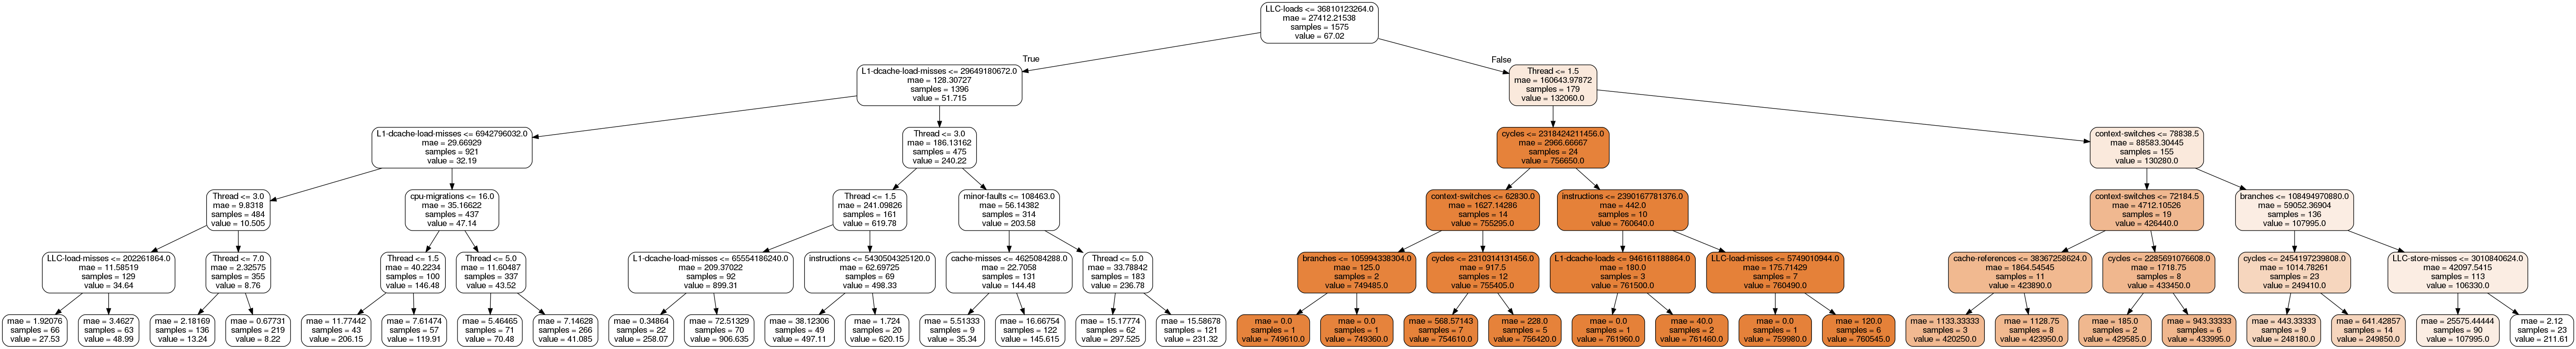 LLC-loads <= 36810123264.0
mae = 27412.21538
samples = 1575
value = 67.02
True
False
L1-dcache-load-misses <= 29649180672.0
mae = 128.30727
samples = 1396
value = 51.715
Thread <= 1.5
mae = 160643.97872
samples = 179
value = 132060.0
L1-dcache-load-misses <= 6942796032.0
mae = 29.66929
samples = 921
value = 32.19
Thread <= 3.0
mae = 186.13162
samples = 475
value = 240.22
cycles <= 2318424211456.0
mae = 2966.66667
samples = 24
value = 756650.0
context-switches <= 78838.5
mae = 88583.30445
samples = 155
value = 130280.0
Thread <= 3.0
mae = 9.8318
samples = 484
value = 10.505
cpu-migrations <= 16.0
mae = 35.16622
samples = 437
value = 47.14
Thread <= 1.5
mae = 241.09826
samples = 161
value = 619.78
minor-faults <= 108463.0
mae = 56.14382
samples = 314
value = 203.58
context-switches <= 62830.0
mae = 1627.14286
samples = 14
value = 755295.0
instructions <= 2390167781376.0
mae = 442.0
samples = 10
value = 760640.0
context-switches <= 72184.5
mae = 4712.10526
samples = 19
value = 426440.0
branches <= 108494970880.0
mae = 59052.36904
samples = 136
value = 107995.0
LLC-load-misses <= 202261864.0
mae = 11.58519
samples = 129
value = 34.64
Thread <= 7.0
mae = 2.32575
samples = 355
value = 8.76
Thread <= 1.5
mae = 40.2234
samples = 100
value = 146.48
Thread <= 5.0
mae = 11.60487
samples = 337
value = 43.52
L1-dcache-load-misses <= 65554186240.0
mae = 209.37022
samples = 92
value = 899.31
instructions <= 5430504325120.0
mae = 62.69725
samples = 69
value = 498.33
cache-misses <= 4625084288.0
mae = 22.7058
samples = 131
value = 144.48
Thread <= 5.0
mae = 33.78842
samples = 183
value = 236.78
branches <= 105994338304.0
mae = 125.0
samples = 2
value = 749485.0
cycles <= 2310314131456.0
mae = 917.5
samples = 12
value = 755405.0
L1-dcache-loads <= 946161188864.0
mae = 180.0
samples = 3
value = 761500.0
LLC-load-misses <= 5749010944.0
mae = 175.71429
samples = 7
value = 760490.0
cache-references <= 38367258624.0
mae = 1864.54545
samples = 11
value = 423890.0
cycles <= 2285691076608.0
mae = 1718.75
samples = 8
value = 433450.0
cycles <= 2454197239808.0
mae = 1014.78261
samples = 23
value = 249410.0
LLC-store-misses <= 3010840624.0
mae = 42097.5415
samples = 113
value = 106330.0
mae = 1.92076
samples = 66
value = 27.53
mae = 3.4627
samples = 63
value = 48.99
mae = 2.18169
samples = 136
value = 13.24
mae = 0.67731
samples = 219
value = 8.22
mae = 11.77442
samples = 43
value = 206.15
mae = 7.61474
samples = 57
value = 119.91
mae = 5.46465
samples = 71
value = 70.48
mae = 7.14628
samples = 266
value = 41.085
mae = 0.34864
samples = 22
value = 258.07
mae = 72.51329
samples = 70
value = 906.635
mae = 38.12306
samples = 49
value = 497.11
mae = 1.724
samples = 20
value = 620.15
mae = 5.51333
samples = 9
value = 35.34
mae = 16.66754
samples = 122
value = 145.615
mae = 15.17774
samples = 62
value = 297.525
mae = 15.58678
samples = 121
value = 231.32
mae = 0.0
samples = 1
value = 749610.0
mae = 0.0
samples = 1
value = 749360.0
mae = 568.57143
samples = 7
value = 754610.0
mae = 228.0
samples = 5
value = 756420.0
mae = 0.0
samples = 1
value = 761960.0
mae = 40.0
samples = 2
value = 761460.0
mae = 0.0
samples = 1
value = 759980.0
mae = 120.0
samples = 6
value = 760545.0
mae = 1133.33333
samples = 3
value = 420250.0
mae = 1128.75
samples = 8
value = 423950.0
mae = 185.0
samples = 2
value = 429585.0
mae = 943.33333
samples = 6
value = 433995.0
mae = 443.33333
samples = 9
value = 248180.0
mae = 641.42857
samples = 14
value = 249850.0
mae = 25575.44444
samples = 90
value = 107995.0
mae = 2.12
samples = 23
value = 211.61